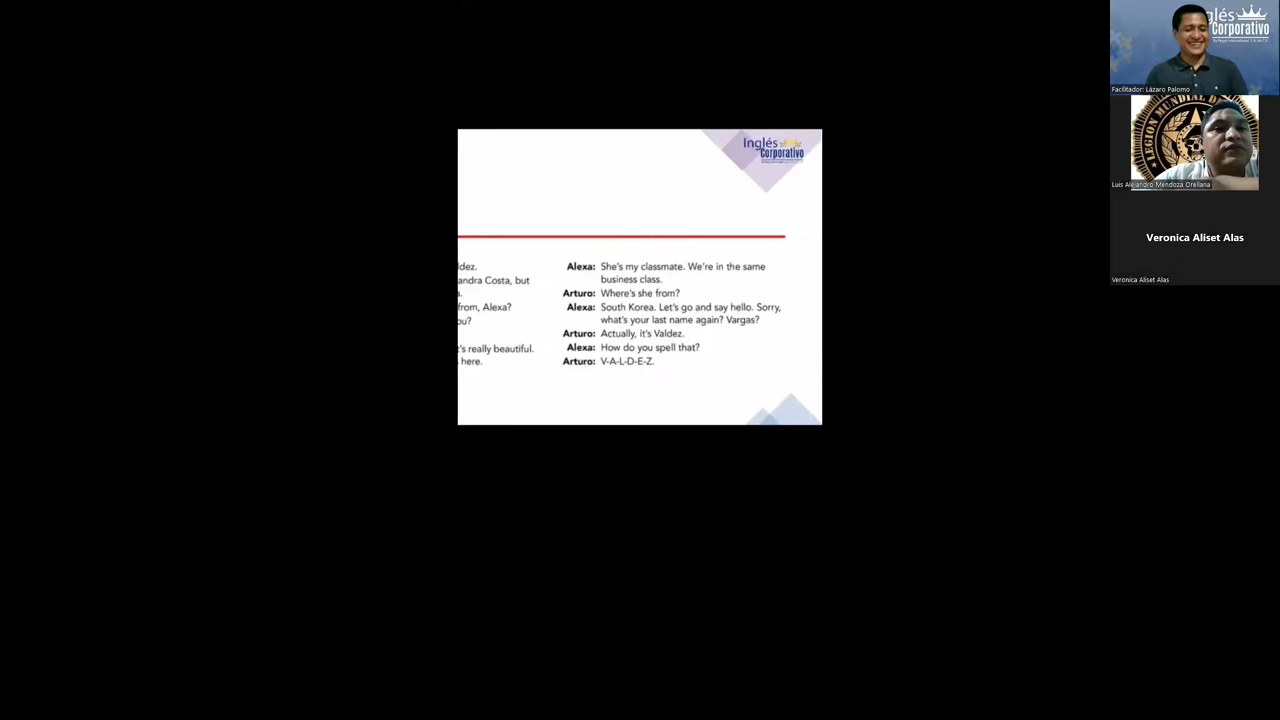 Inglés
Corporativo
ldez.
andra Costa, but
a.
from, Alexa?
ou?
t's really beautiful.
here.
Alexa: She's my classmate. We're in the same
business class.
Arturo: Where's she from?
Alexa: South Korea. Let's go and say hello. Sorry,
what's your last name again? Vargas?
Arturo: Actually, it's Valdez.
Alexa: How do you spell that?
Arturo: V-A-L-D-E-Z.
glés
Corporativo
Facilitador: Lázaro Palomo
LEGION MUNDIAL
Luis Alejandro Mendoza Orellana
Veronica Aliset Alas
Veronica Aliset Alas